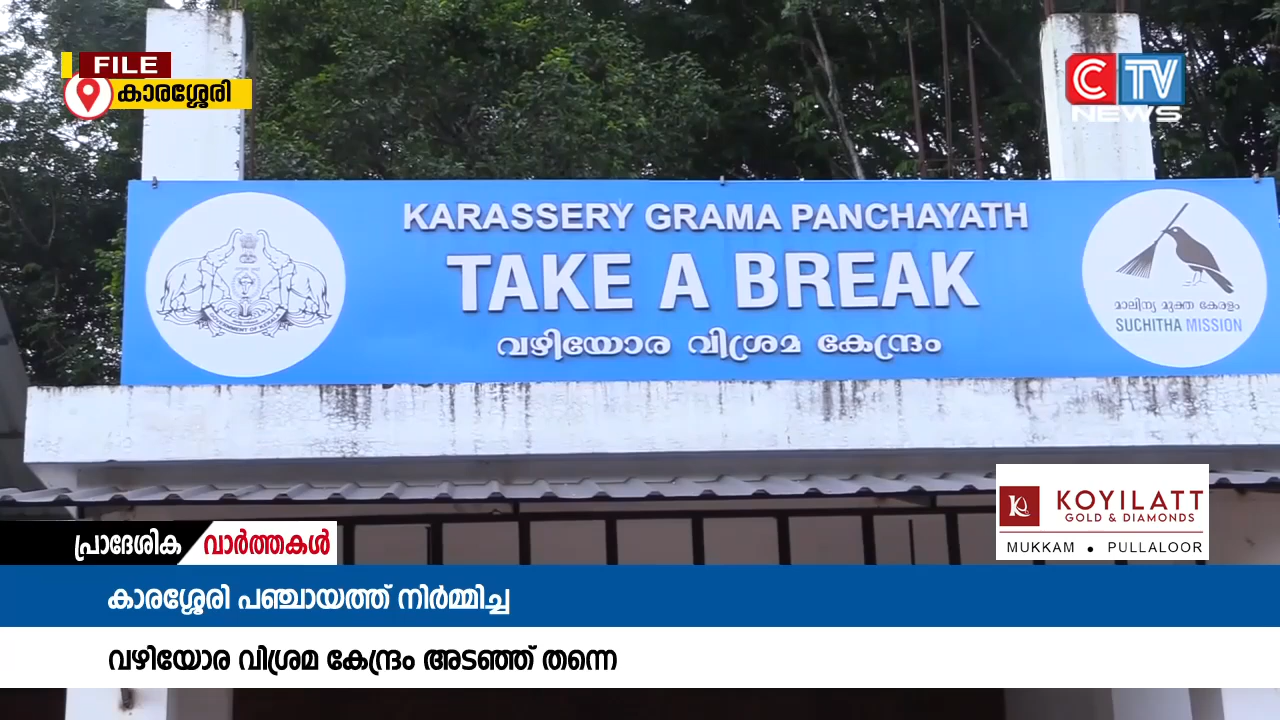 FILE
കാരശ്ശേരി
CTV
NEWS
KARASSERY GRAMA PANCHAYATH
TAKE A BREAK
വഴിയോര വിശ്രമ കേന്ദ്രം
മാലിന്യ മുക്ത കേരളം
SUCHITHA MISSION
KOYILATT
GOLD & DIAMONDS
MUKKAM • PULLALOOR
പ്രാദേശിക വാർത്തകൾ
കാരശ്ശേരി പഞ്ചായത്ത് നിർമ്മിച്ച
വഴിയോര വിശ്രമ കേന്ദ്രം അടഞ്ഞ് തന്നെ